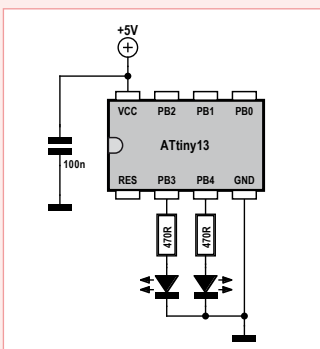 +5V
VCC PB2 PB1 PB0
ATtiny13
100n
RES PB3 PB4 GND
470R 470R